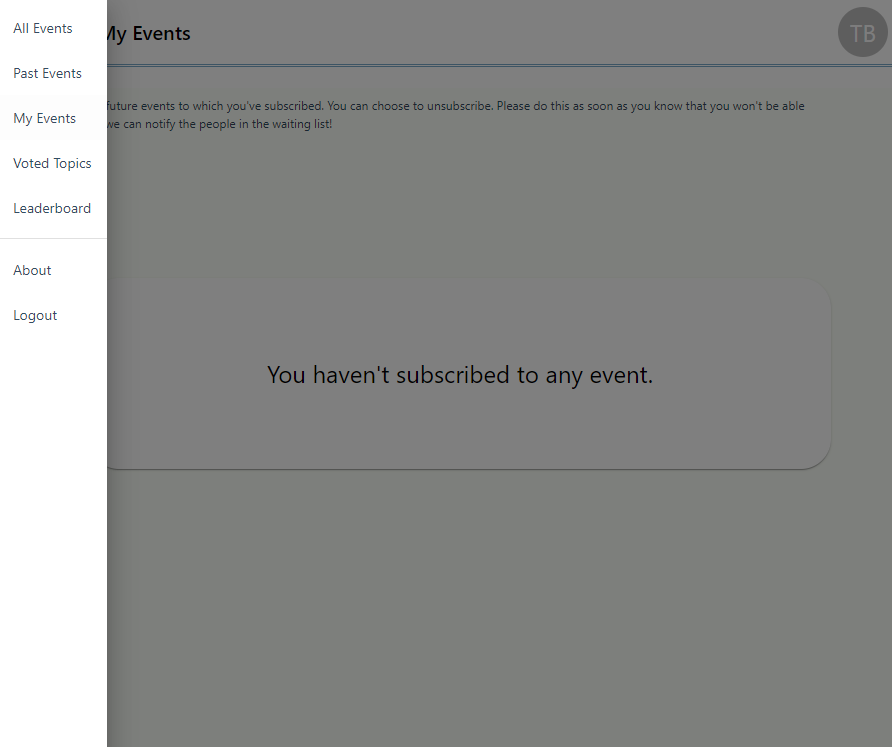 All Events
Past Events
My Events
Voted Topics
Leaderboard
About
Logout
My Events
TB
future events to which you've subscribed. You can choose to unsubscribe. Please do this as soon as you know that you won't be able
we can notify the people in the waiting list!
You haven't subscribed to any event.